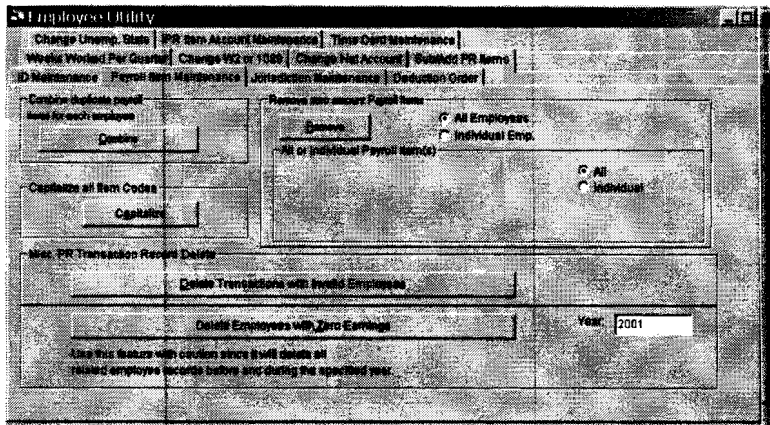 Employee Utility
Change Unemp. State PR Item Account Maintenance Time Card Maintenance
Weeks Worked Per Quarter Change W2 or 1099 Change Net Account Sub/Add PR Items
ID Maintenance Payroll Item Maintenance Jurisdiction Maintenance Deduction Order
Combine duplicate payroll
items for each employee
Combine
Remove zero amount Payroll Items
Remove
All Employees
Individual Emp.
All or Individual Payroll Item(s)
All
Individual
Capitalize all Item Codes
Capitalize
Misc. PR Transaction Record Delete
Delete Transactions with Invalid Employees
Delete Employees with Zero Earnings
Year: 2001
Use this feature with caution since it will delete all
related employee records before and during the specified year.